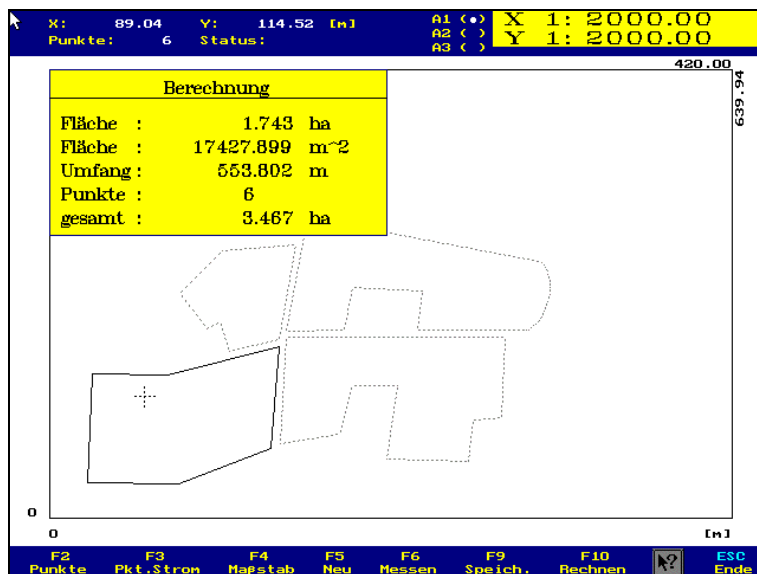 X: 89.04 Y: 114.52 [m] A1 (•) X 1: 2000.00
Punkte: 6 Status: A2 ( ) Y 1: 2000.00
A3 ( )
420.00
639.94
Berechnung
Fläche : 1.743 ha
Fläche : 17427.899 m^2
Umfang: 553.802 m
Punkte : 6
gesamt : 3.467 ha
0
0 [m]
F2 F3 F4 F5 F6 F9 F10 ESC
Punkte Pkt.Strom Maßstab Neu Messen Speich. Rechnen ? Ende